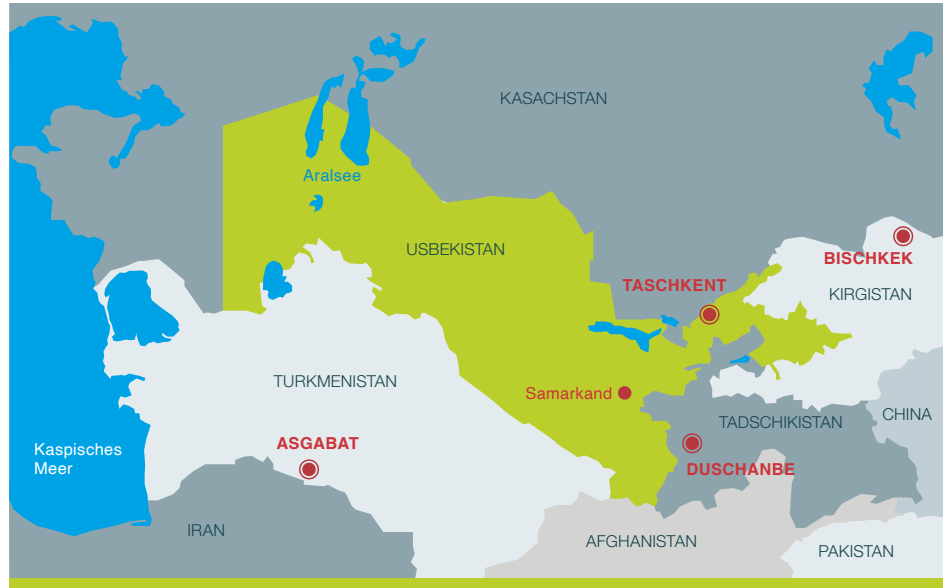 KASACHSTAN
Aralsee
USBEKISTAN
BISCHKEK
TASCHKENT
KIRGISTAN
TURKMENISTAN
Samarkand
CHINA
TADSCHIKISTAN
ASGABAT
Kaspisches
Meer
DUSCHANBE
IRAN
AFGHANISTAN
PAKISTAN